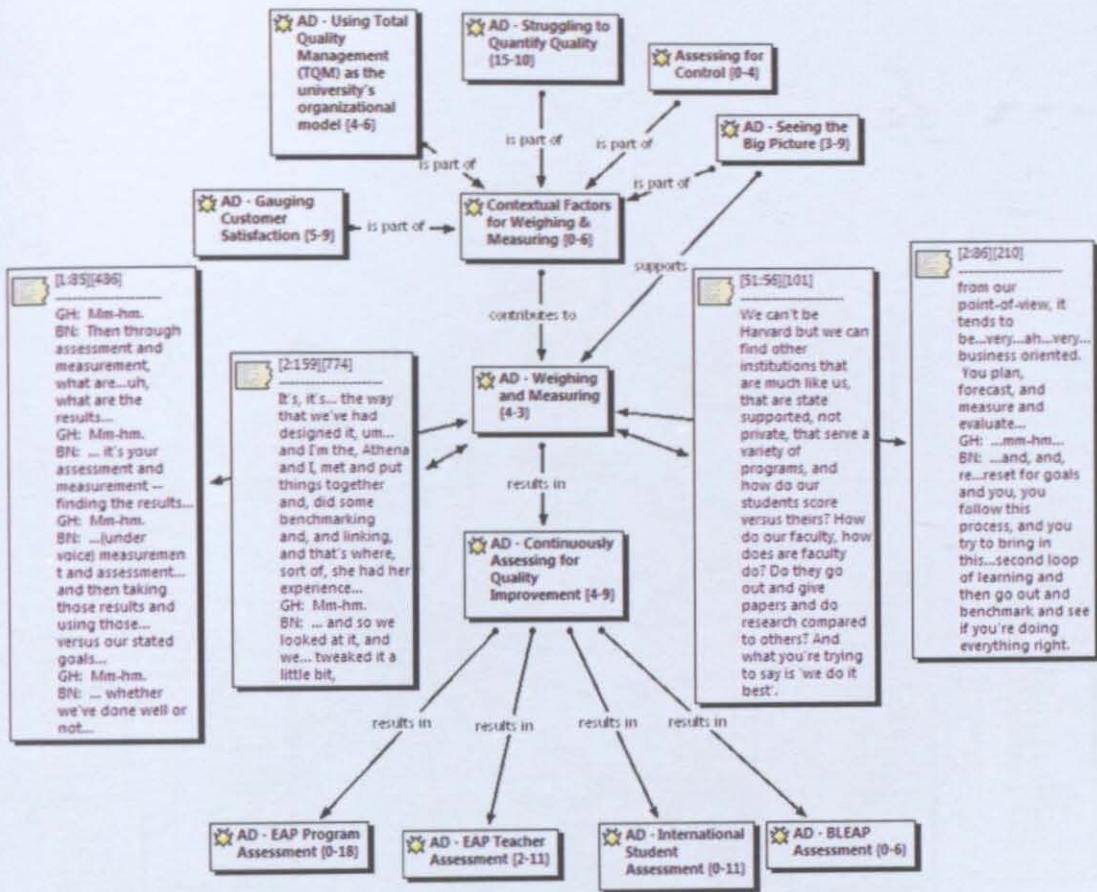 AD - Using Total
Quality
Management
(TQM) as the
university's
organizational
model {4-6}
AD - Struggling to
Quantify Quality
{15-10}
Assessing for
Control {0-4}
AD - Seeing the
Big Picture {3-9}
is part of
is part of
is part of
is part of
AD - Gauging
Customer
Satisfaction {5-9}
is part of
Contextual Factors
for Weighing &
Measuring {0-6}
supports
contributes to
[1:85][486]
--------------------
GH: Mm-hm.
BN: Then through
assessment and
measurement,
what are...uh,
what are the
results...
GH: Mm-hm.
BN: ... it's your
assessment and
measurement --
finding the results...
GH: Mm-hm.
BN: ...(under
voice) measuremen
t and assessment...
and then taking
those results and
using those...
versus our stated
goals...
GH: Mm-hm.
BN: ... whether
we've done well or
not...
[2:159][774]
--------------------
It's, it's... the way
that we've had
designed it, um...
and I'm the, Athena
and I, met and put
things together
and, did some
benchmarking
and, and linking,
and that's where,
sort of, she had her
experience...
GH: Mm-hm.
BN: ... and so we
looked at it, and
we... tweaked it a
little bit,
AD - Weighing
and Measuring
{4-3}
[51:56][101]
--------------------
We can't be
Harvard but we can
find other
institutions that
are much like us,
that are state
supported, not
private, that serve a
variety of
programs, and
how do our
students score
versus theirs? How
do our faculty, how
does are faculty
do? Do they go
out and give
papers and do
research compared
to others? And
what you're trying
to say is 'we do it
best'.
[2:86][210]
--------------------
from our
point-of-view, it
tends to
be...very...ah...very...
business oriented.
You plan,
forecast, and
measure and
evaluate...
GH: ...mm-hm...
BN: ...and, and,
re...reset for goals
and you, you
follow this
process, and you
try to bring in
this...second loop
of learning and
then go out and
benchmark and see
if you're doing
everything right.
results in
AD - Continuously
Assessing for
Quality
Improvement {4-9}
results in
results in
results in
results in
AD - EAP Program
Assessment {0-18}
AD - EAP Teacher
Assessment {2-11}
AD - International
Student
Assessment {0-11}
AD - BLEAP
Assessment {0-6}